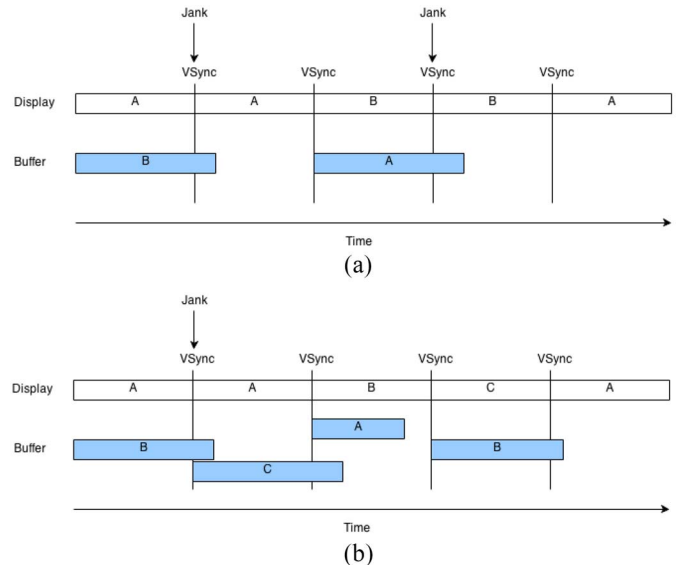 Jank Jank
VSync VSync VSync VSync
Display A A B B A
Buffer B A
Time
(a)
Jank
VSync VSync VSync VSync
Display A A B C A
A
Buffer B B
C
Time
(b)